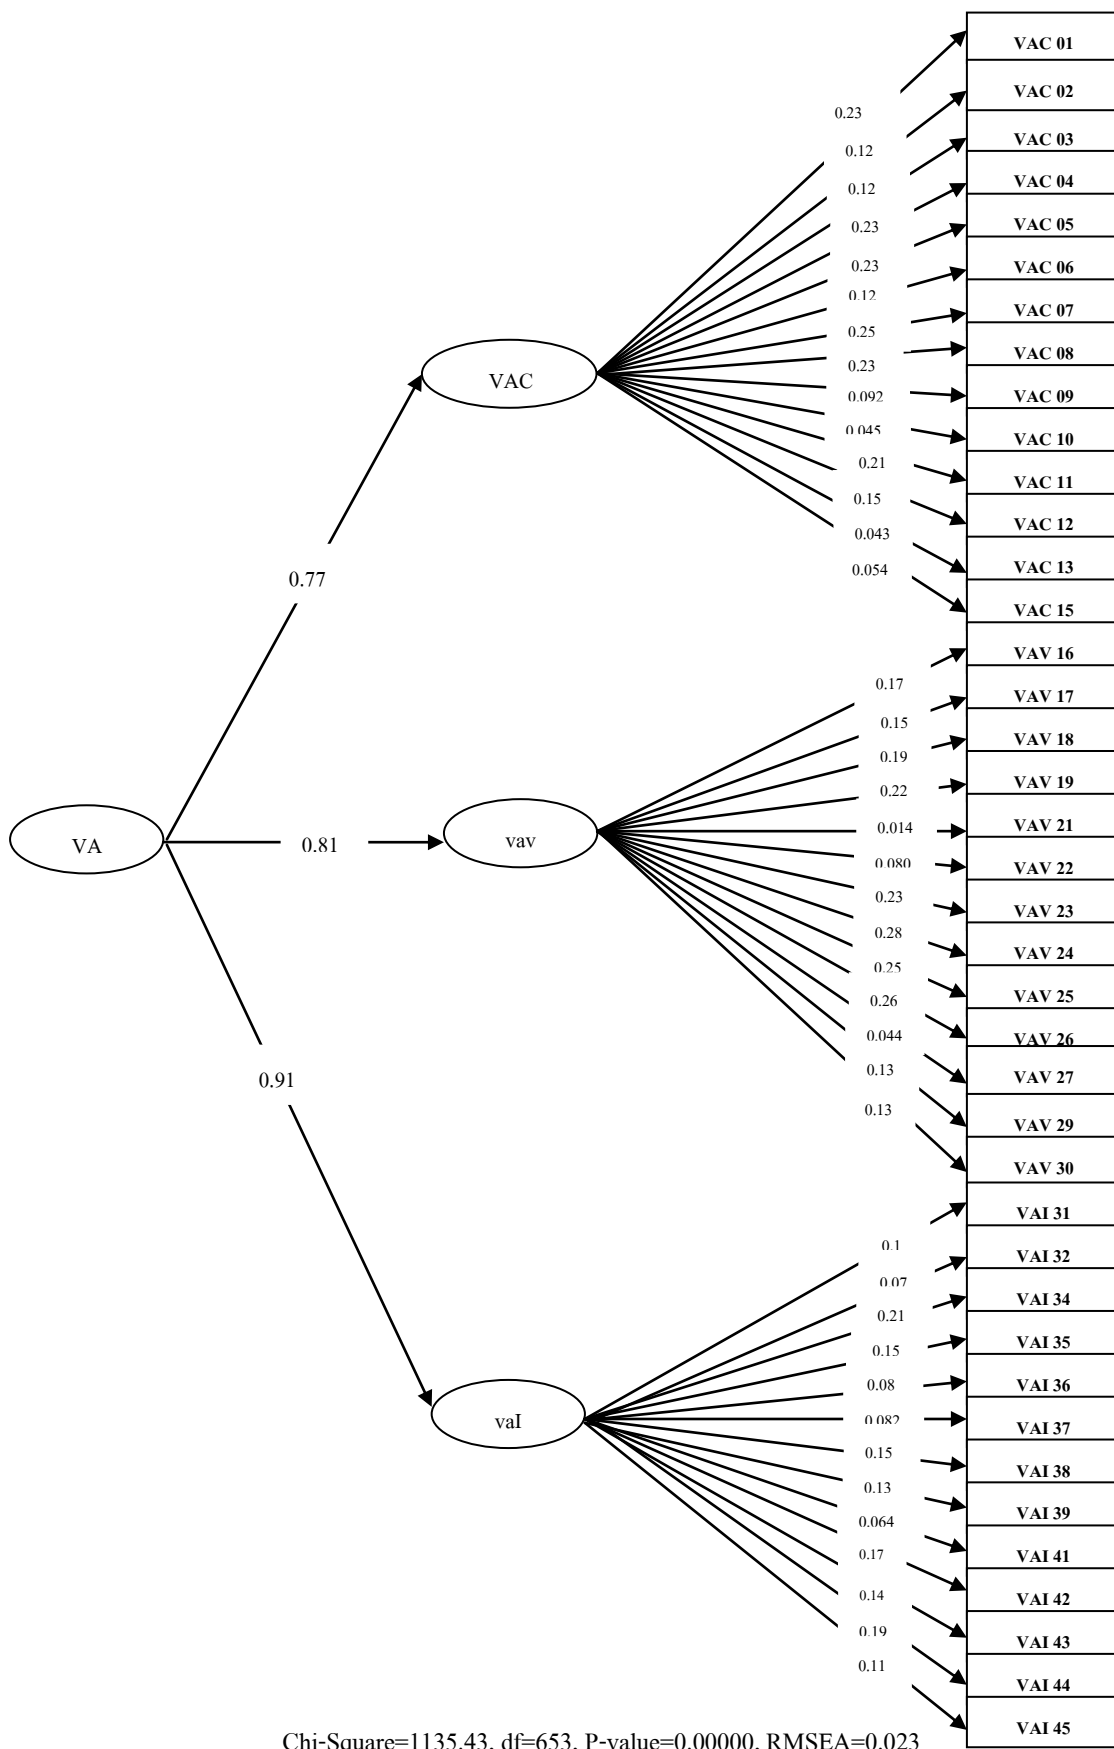 VAC 01
VAC 02
0.23
VAC 03
0.12
VAC 04
0.12
VAC 05
0.23
VAC 06
0.23
0.12
VAC 07
0.25
VAC 08
0.23
VAC
0.092
VAC 09
0.045
VAC 10
0.21
VAC 11
0.15
VAC 12
0.043
VAC 13
0.054
0.77
VAC 15
VAV 16
0.17
VAV 17
0.15
VAV 18
0.19
VAV 19
0.22
VAV 21
0.014
VA
0.81
vav
0.080
VAV 22
0.23
VAV 23
0.28
VAV 24
0.25
VAV 25
0.26
0.044
VAV 26
0.13
VAV 27
0.91
0.13
VAV 29
VAV 30
VAI 31
0.1
VAI 32
0.07
VAI 34
0.21
VAI 35
0.15
0.08
VAI 36
vaI
0.082
VAI 37
0.15
VAI 38
0.13
VAI 39
0.064
VAI 41
0.17
VAI 42
0.14
0.19
VAI 43
0.11
VAI 44
VAI 45
Chi-Square=1135.43, df=653, P-value=0.00000, RMSEA=0.023